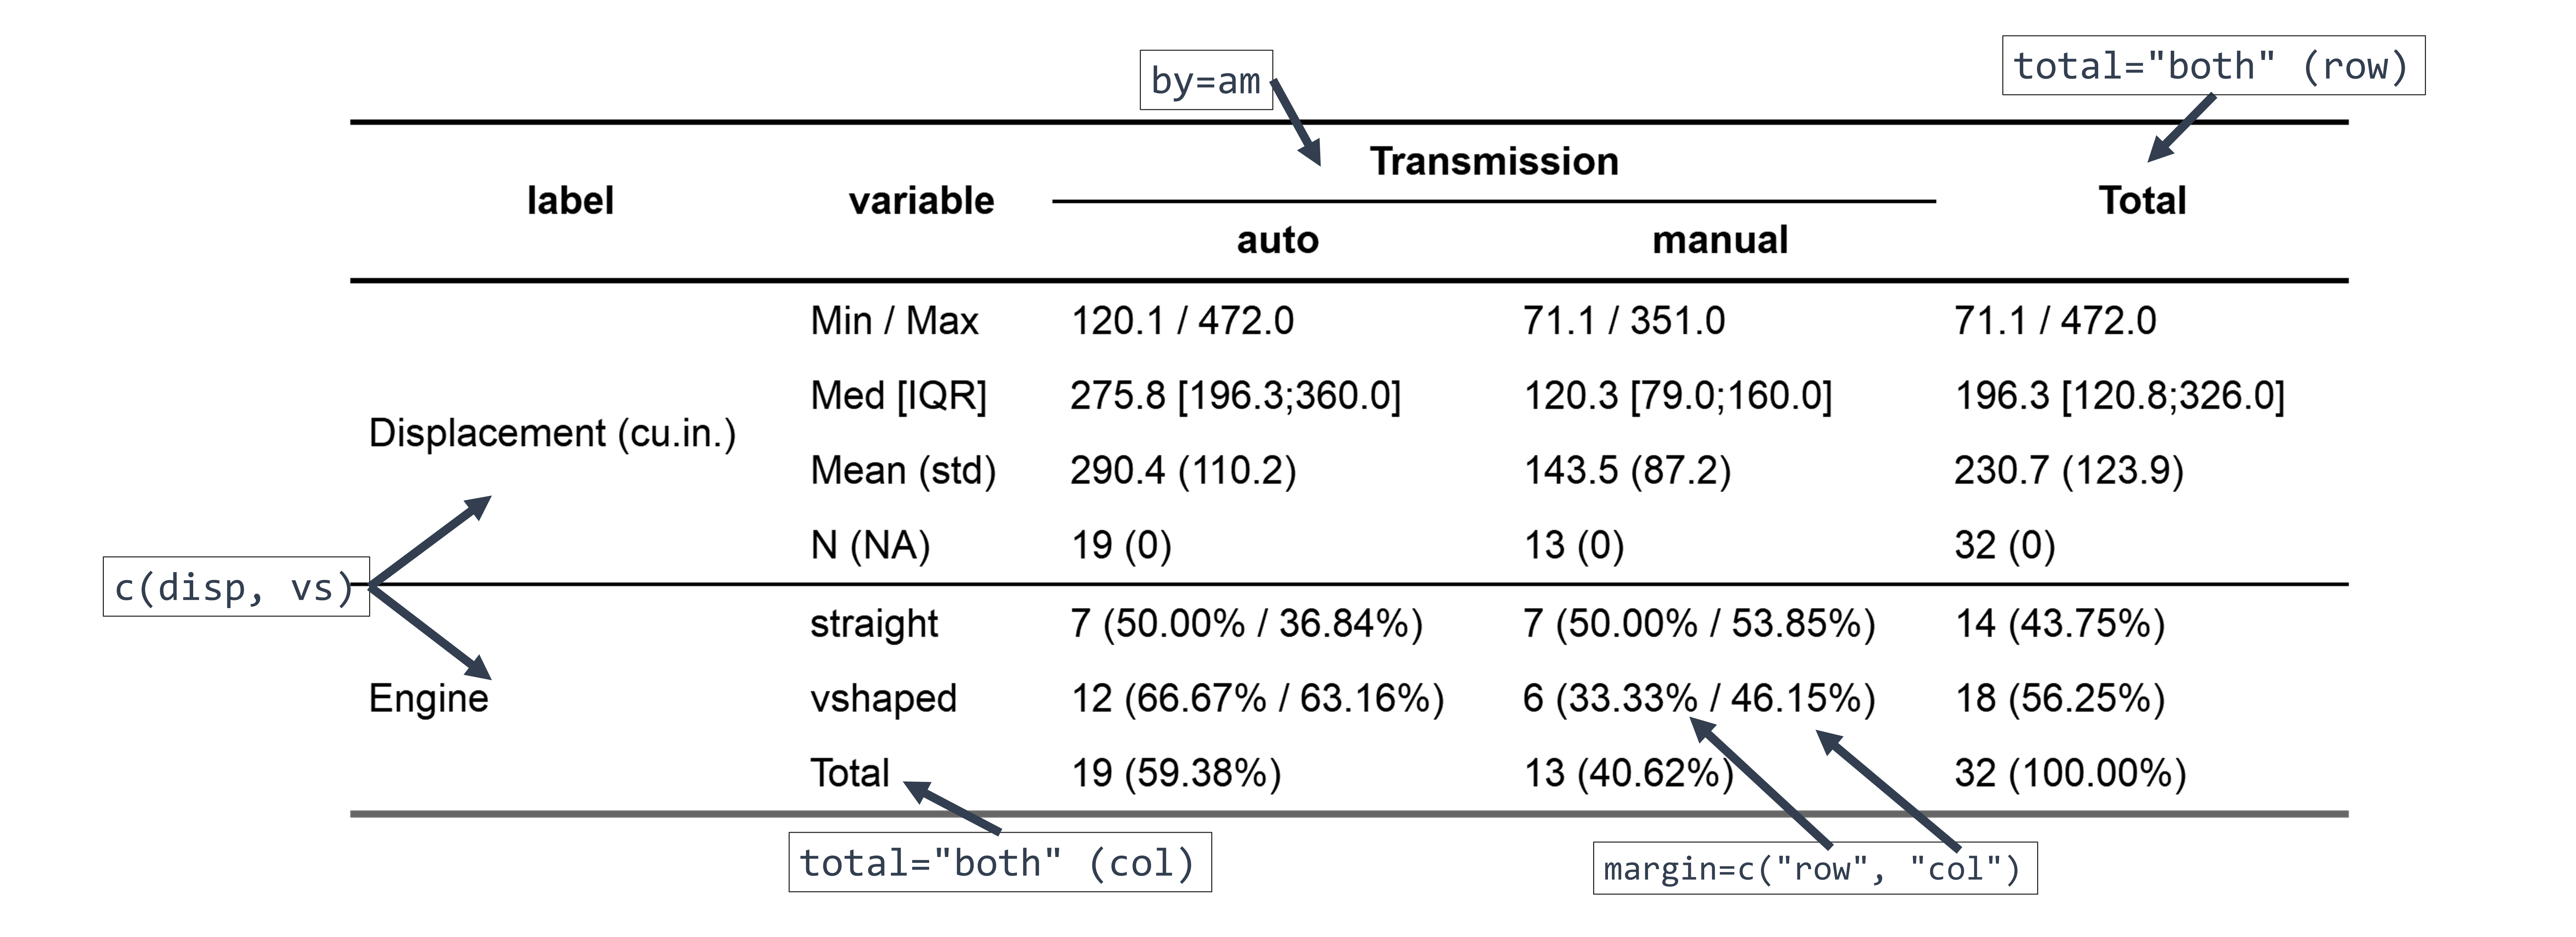 by=am
total="both" (row)
label variable Transmission Total
auto manual
Min / Max 120.1 / 472.0 71.1 / 351.0 71.1 / 472.0
Med [IQR] 275.8 [196.3;360.0] 120.3 [79.0;160.0] 196.3 [120.8;326.0]
Displacement (cu.in.)
Mean (std) 290.4 (110.2) 143.5 (87.2) 230.7 (123.9)
N (NA) 19 (0) 13 (0) 32 (0)
c(disp, vs)
straight 7 (50.00% / 36.84%) 7 (50.00% / 53.85%) 14 (43.75%)
Engine vshaped 12 (66.67% / 63.16%) 6 (33.33% / 46.15%) 18 (56.25%)
Total 19 (59.38%) 13 (40.62%) 32 (100.00%)
total="both" (col)
margin=c("row", "col")